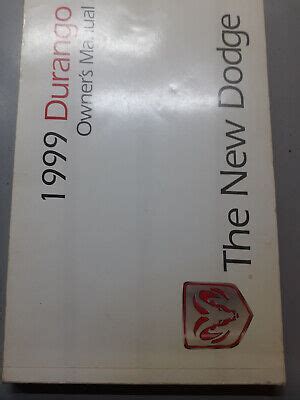 1999 Durango
Owner's Manual
The New Dodge